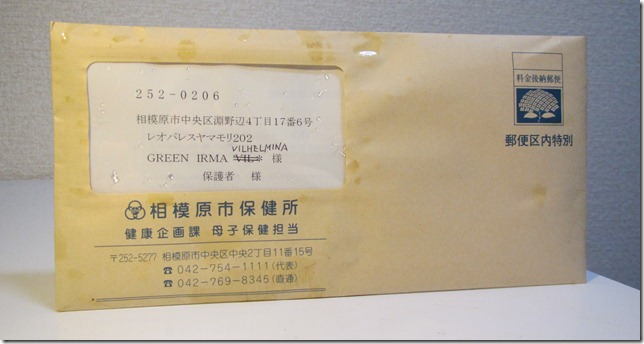 252-0206
相模原市中央区淵野辺4丁目17番6号
レオパレスヤマモリ202
VILHELMINA
GREEN IRMA VIL* 様
保護者 様
相模原市保健所
健康企画課 母子保健担当
〒252-5277 相模原市中央区中央2丁目11番15号
☎ 042-754-1111(代表)
☎ 042-769-8345(直通)
料金後納郵便
郵便区内特別